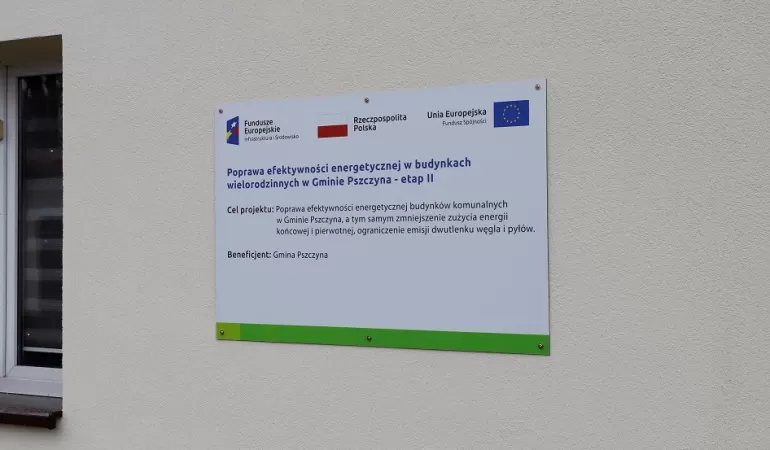 Fundusze
Europejskie
Infrastruktura i Środowisko
Rzeczpospolita
Polska
Unia Europejska
Fundusz Spójności
Poprawa efektywności energetycznej w budynkach
wielorodzinnych w Gminie Pszczyna - etap II
Cel projektu: Poprawa efektywności energetycznej budynków komunalnych
w Gminie Pszczyna, a tym samym zmniejszenie zużycia energii
końcowej i pierwotnej, ograniczenie emisji dwutlenku węgla i pyłów.
Beneficjent: Gmina Pszczyna